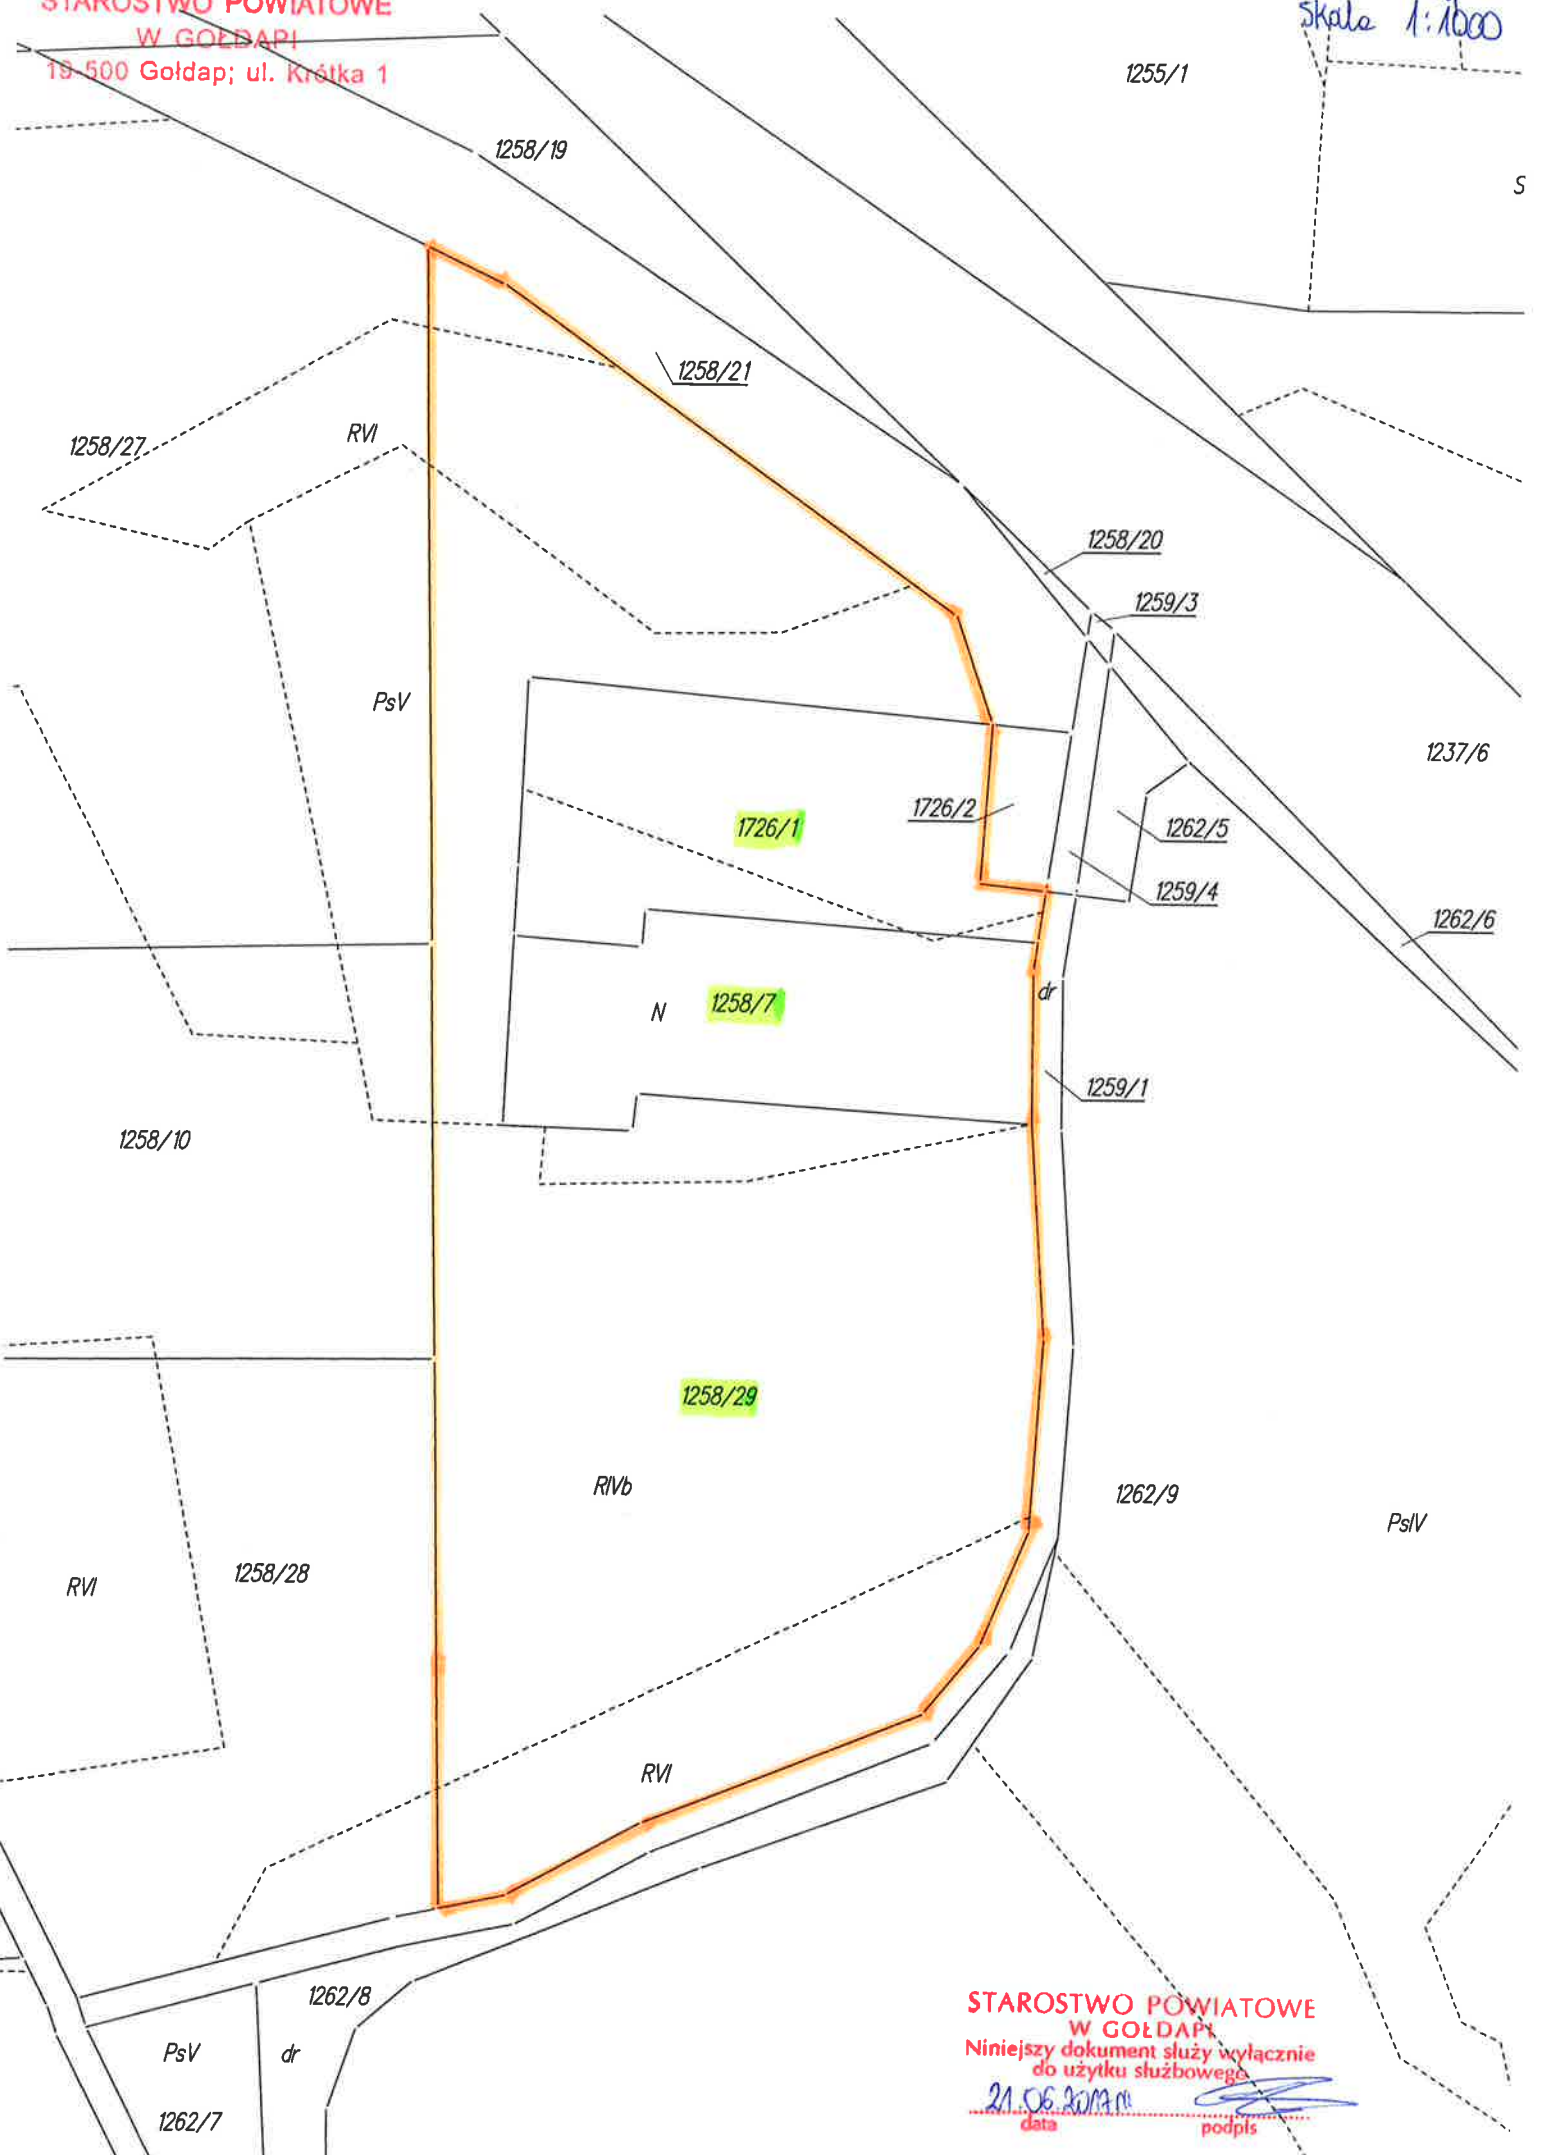 STAROSTWO POWIATOWE
W GOŁDAPI
19-500 Gołdap; ul. Krótka 1
Skala 1:1000
1255/1
1258/19
S
1258/21
1258/27
RVI
1258/20
1259/3
PsV
1237/6
1726/1
1726/2
1262/5
1259/4
1262/6
N
1258/7
dr
1259/1
1258/10
1258/29
RIVb
1262/9
PsIV
1258/28
RVI
RVI
1262/8
PsV
dr
1262/7
STAROSTWO POWIATOWE
W GOŁDAPI
Niniejszy dokument służy wyłącznie
do użytku służbowego
21.06.2017r.
data
podpis